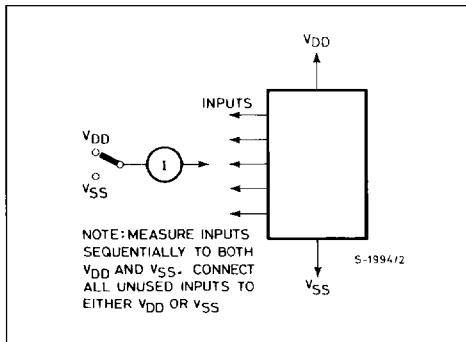 VDD
INPUTS
VDD
I
VSS
NOTE: MEASURE INPUTS
SEQUENTIALLY TO BOTH
VDD AND VSS. CONNECT
ALL UNUSED INPUTS TO
EITHER VDD OR VSS
S-1994/2
VSS